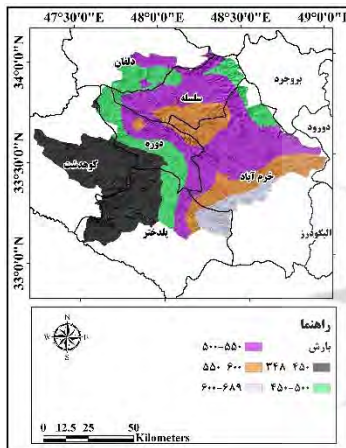 47°30'0"E 48°0'0"E 48°30'0"E 49°0'0"E
34°0'0"N
33°30'0"N
33°0'0"N
دلفان
بروجرد
سلسله
دورود
دوره
کوهدشت
خرم آباد
الیگودرز
پلدختر
راهنما
بارش
۵۰۰-۵۵۰
۵۵۰-۶۰۰ ۳۴۸-۴۵۰
۶۰۰-۶۸۹ ۴۵۰-۵۰۰
N
W E
S
0 12.5 25 50
Kilometers